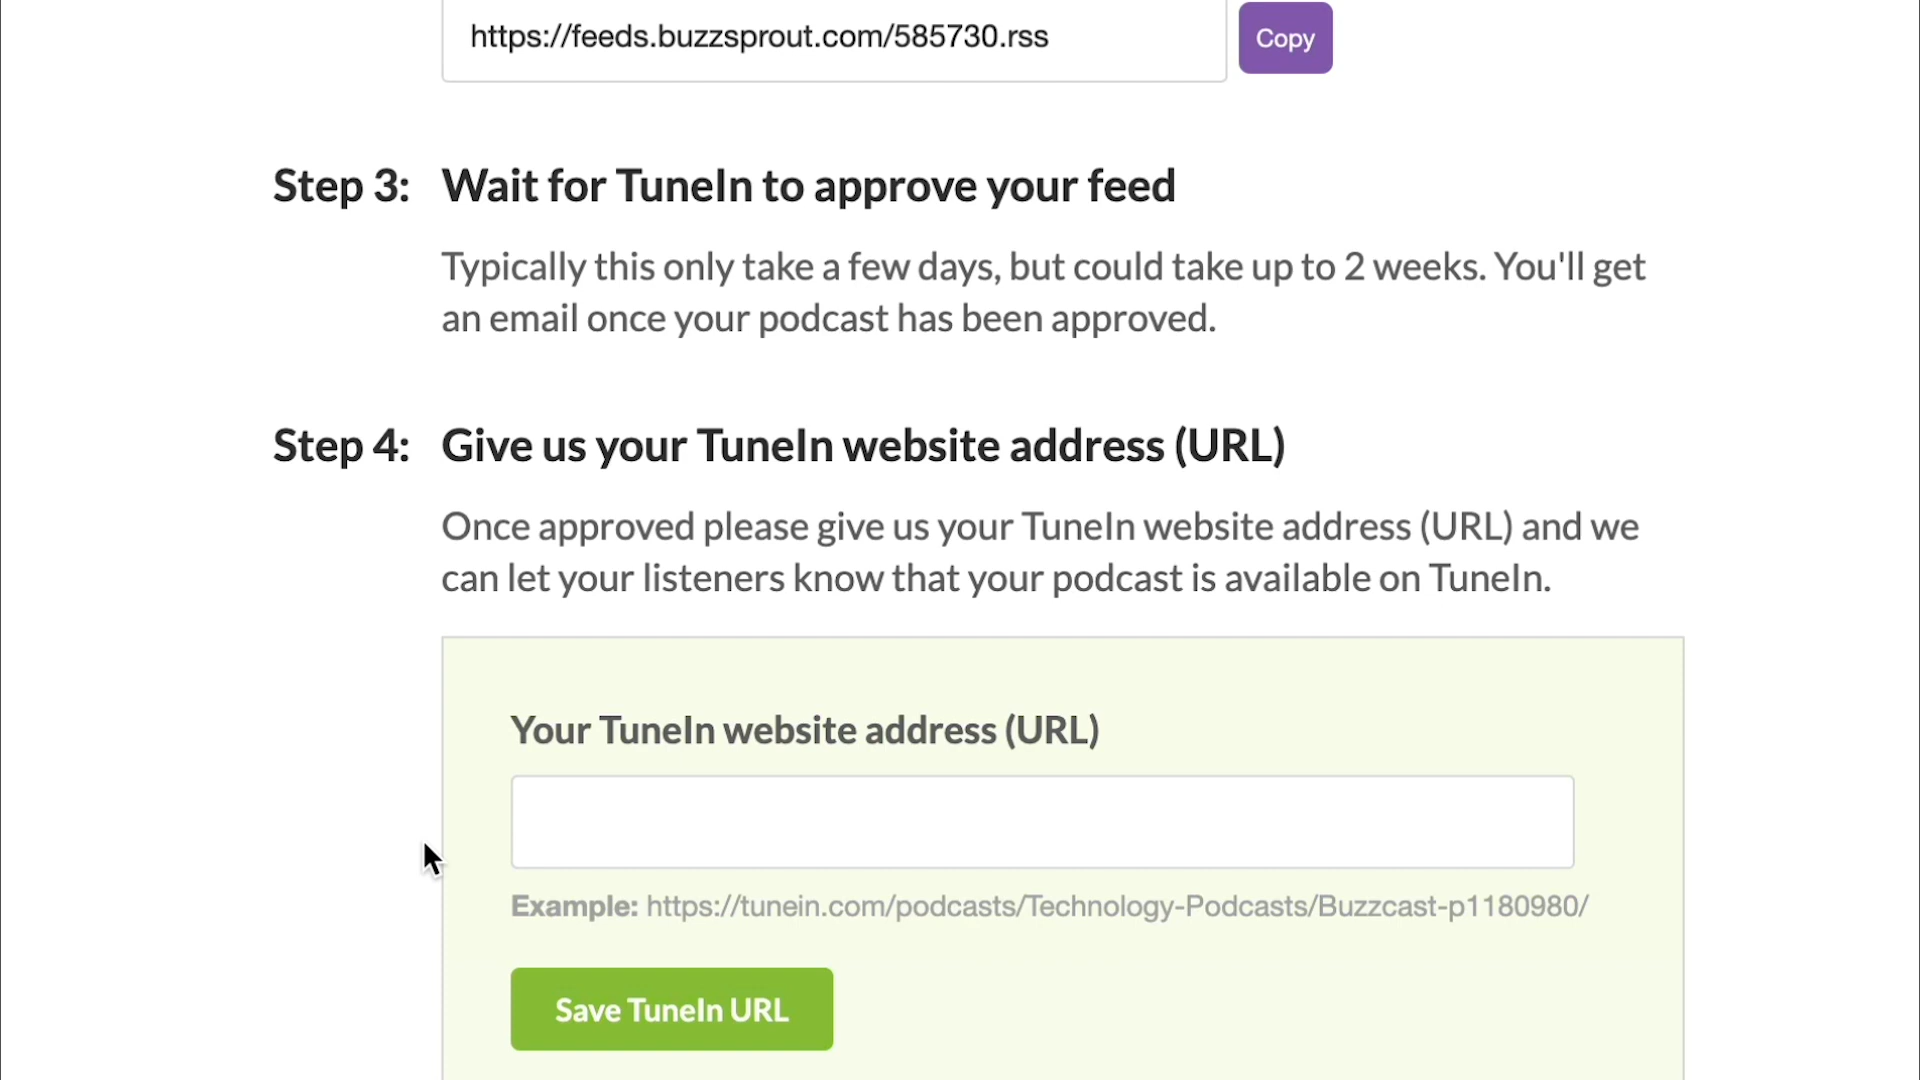 https://feeds.buzzsprout.com/585730.rss
Copy
Step 3: Wait for TuneIn to approve your feed
Typically this only take a few days, but could take up to 2 weeks. You'll get
an email once your podcast has been approved.
Step 4: Give us your TuneIn website address (URL)
Once approved please give us your TuneIn website address (URL) and we
can let your listeners know that your podcast is available on TuneIn.
Your TuneIn website address (URL)
Example: https://tunein.com/podcasts/Technology-Podcasts/Buzzcast-p1180980/
Save TuneIn URL